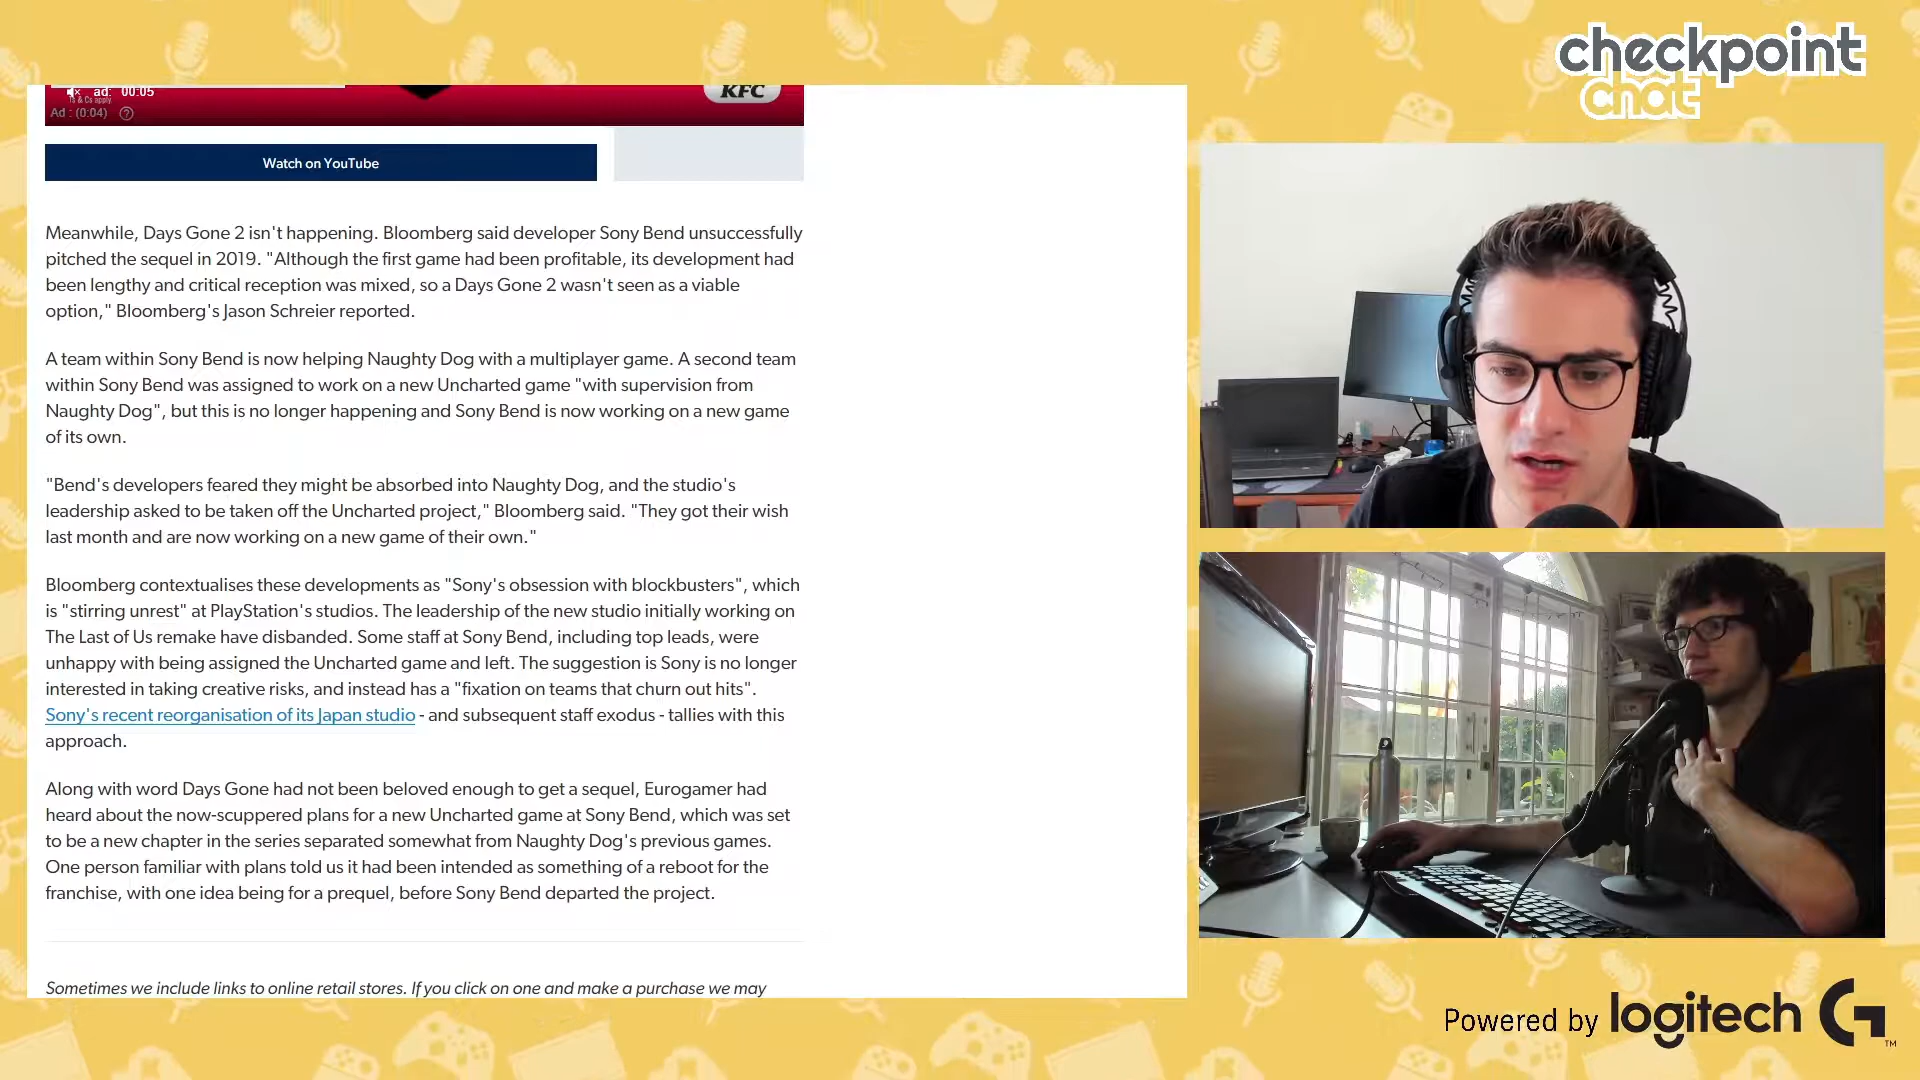 checkpoint
chat
ad: 00:05
Ts & Cs apply
Ad : (0:04)
?
KFC
Watch on YouTube
Meanwhile, Days Gone 2 isn't happening. Bloomberg said developer Sony Bend unsuccessfully
pitched the sequel in 2019. "Although the first game had been profitable, its development had
been lengthy and critical reception was mixed, so a Days Gone 2 wasn't seen as a viable
option," Bloomberg's Jason Schreier reported.
A team within Sony Bend is now helping Naughty Dog with a multiplayer game. A second team
within Sony Bend was assigned to work on a new Uncharted game "with supervision from
Naughty Dog", but this is no longer happening and Sony Bend is now working on a new game
of its own.
"Bend's developers feared they might be absorbed into Naughty Dog, and the studio's
leadership asked to be taken off the Uncharted project," Bloomberg said. "They got their wish
last month and are now working on a new game of their own."
Bloomberg contextualises these developments as "Sony's obsession with blockbusters", which
is "stirring unrest" at PlayStation's studios. The leadership of the new studio initially working on
The Last of Us remake have disbanded. Some staff at Sony Bend, including top leads, were
unhappy with being assigned the Uncharted game and left. The suggestion is Sony is no longer
interested in taking creative risks, and instead has a "fixation on teams that churn out hits".
Sony's recent reorganisation of its Japan studio - and subsequent staff exodus - tallies with this
approach.
Along with word Days Gone had not been beloved enough to get a sequel, Eurogamer had
heard about the now-scuppered plans for a new Uncharted game at Sony Bend, which was set
to be a new chapter in the series separated somewhat from Naughty Dog's previous games.
One person familiar with plans told us it had been intended as something of a reboot for the
franchise, with one idea being for a prequel, before Sony Bend departed the project.
Sometimes we include links to online retail stores. If you click on one and make a purchase we may
Powered by logitech G TM